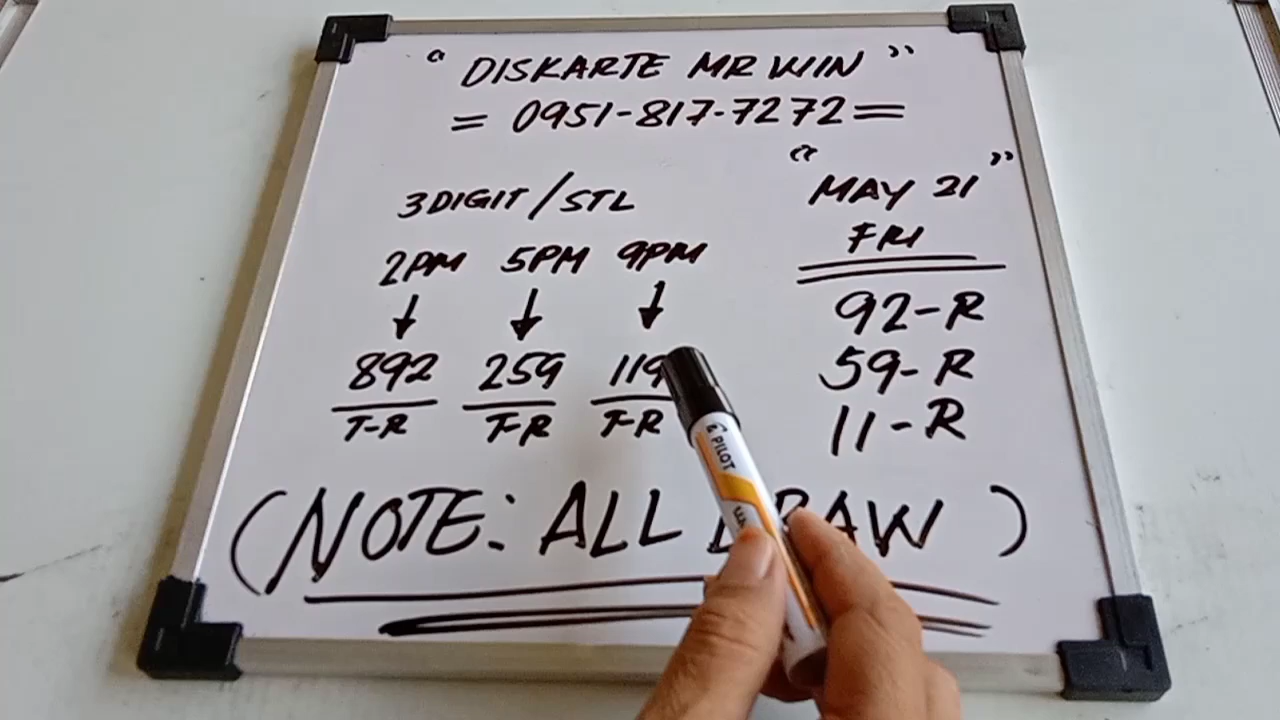 " DISKARTE MR WIN "
= 0951-817-7272 =
3 DIGIT / STL
2PM 5PM 9PM
892 259 119
T-R T-R T-R
" MAY 21 "
FRI
92-R
59-R
11-R
(NOTE: ALL DRAW)
PILOT